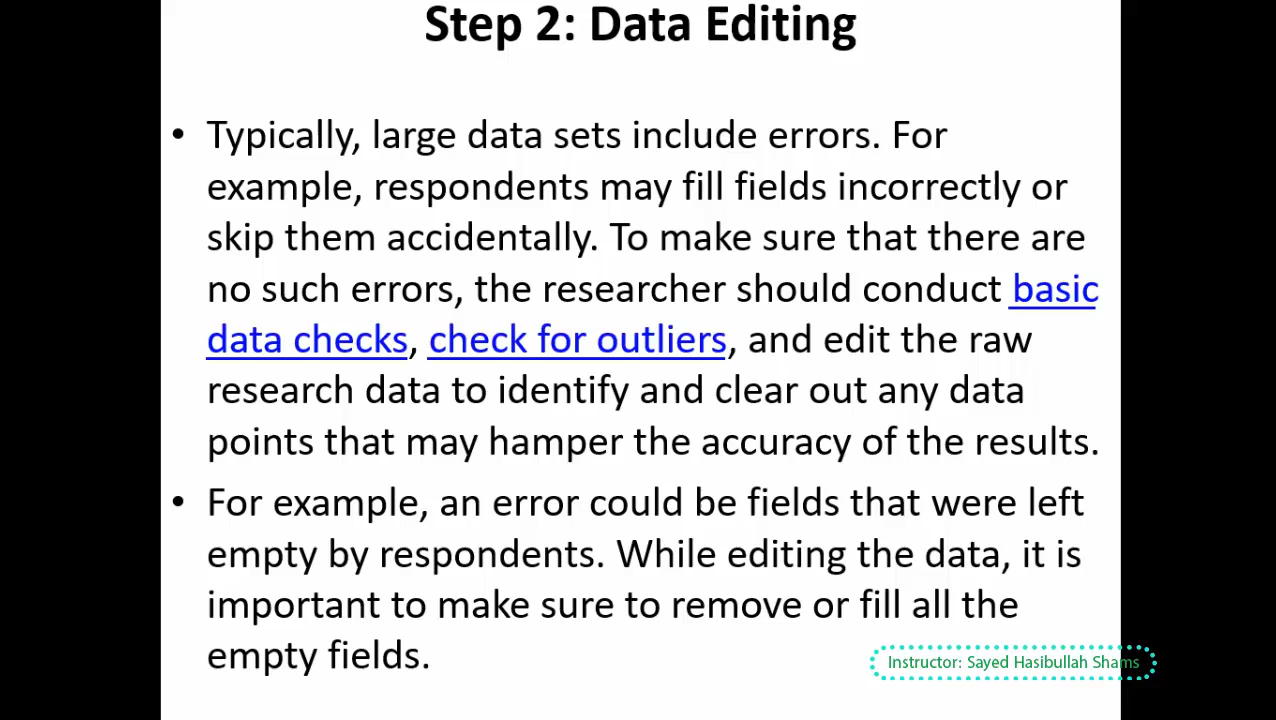 Step 2: Data Editing
• Typically, large data sets include errors. For
example, respondents may fill fields incorrectly or
skip them accidentally. To make sure that there are
no such errors, the researcher should conduct basic
data checks, check for outliers, and edit the raw
research data to identify and clear out any data
points that may hamper the accuracy of the results.
• For example, an error could be fields that were left
empty by respondents. While editing the data, it is
important to make sure to remove or fill all the
empty fields.
Instructor: Sayed Hasibullah Shams